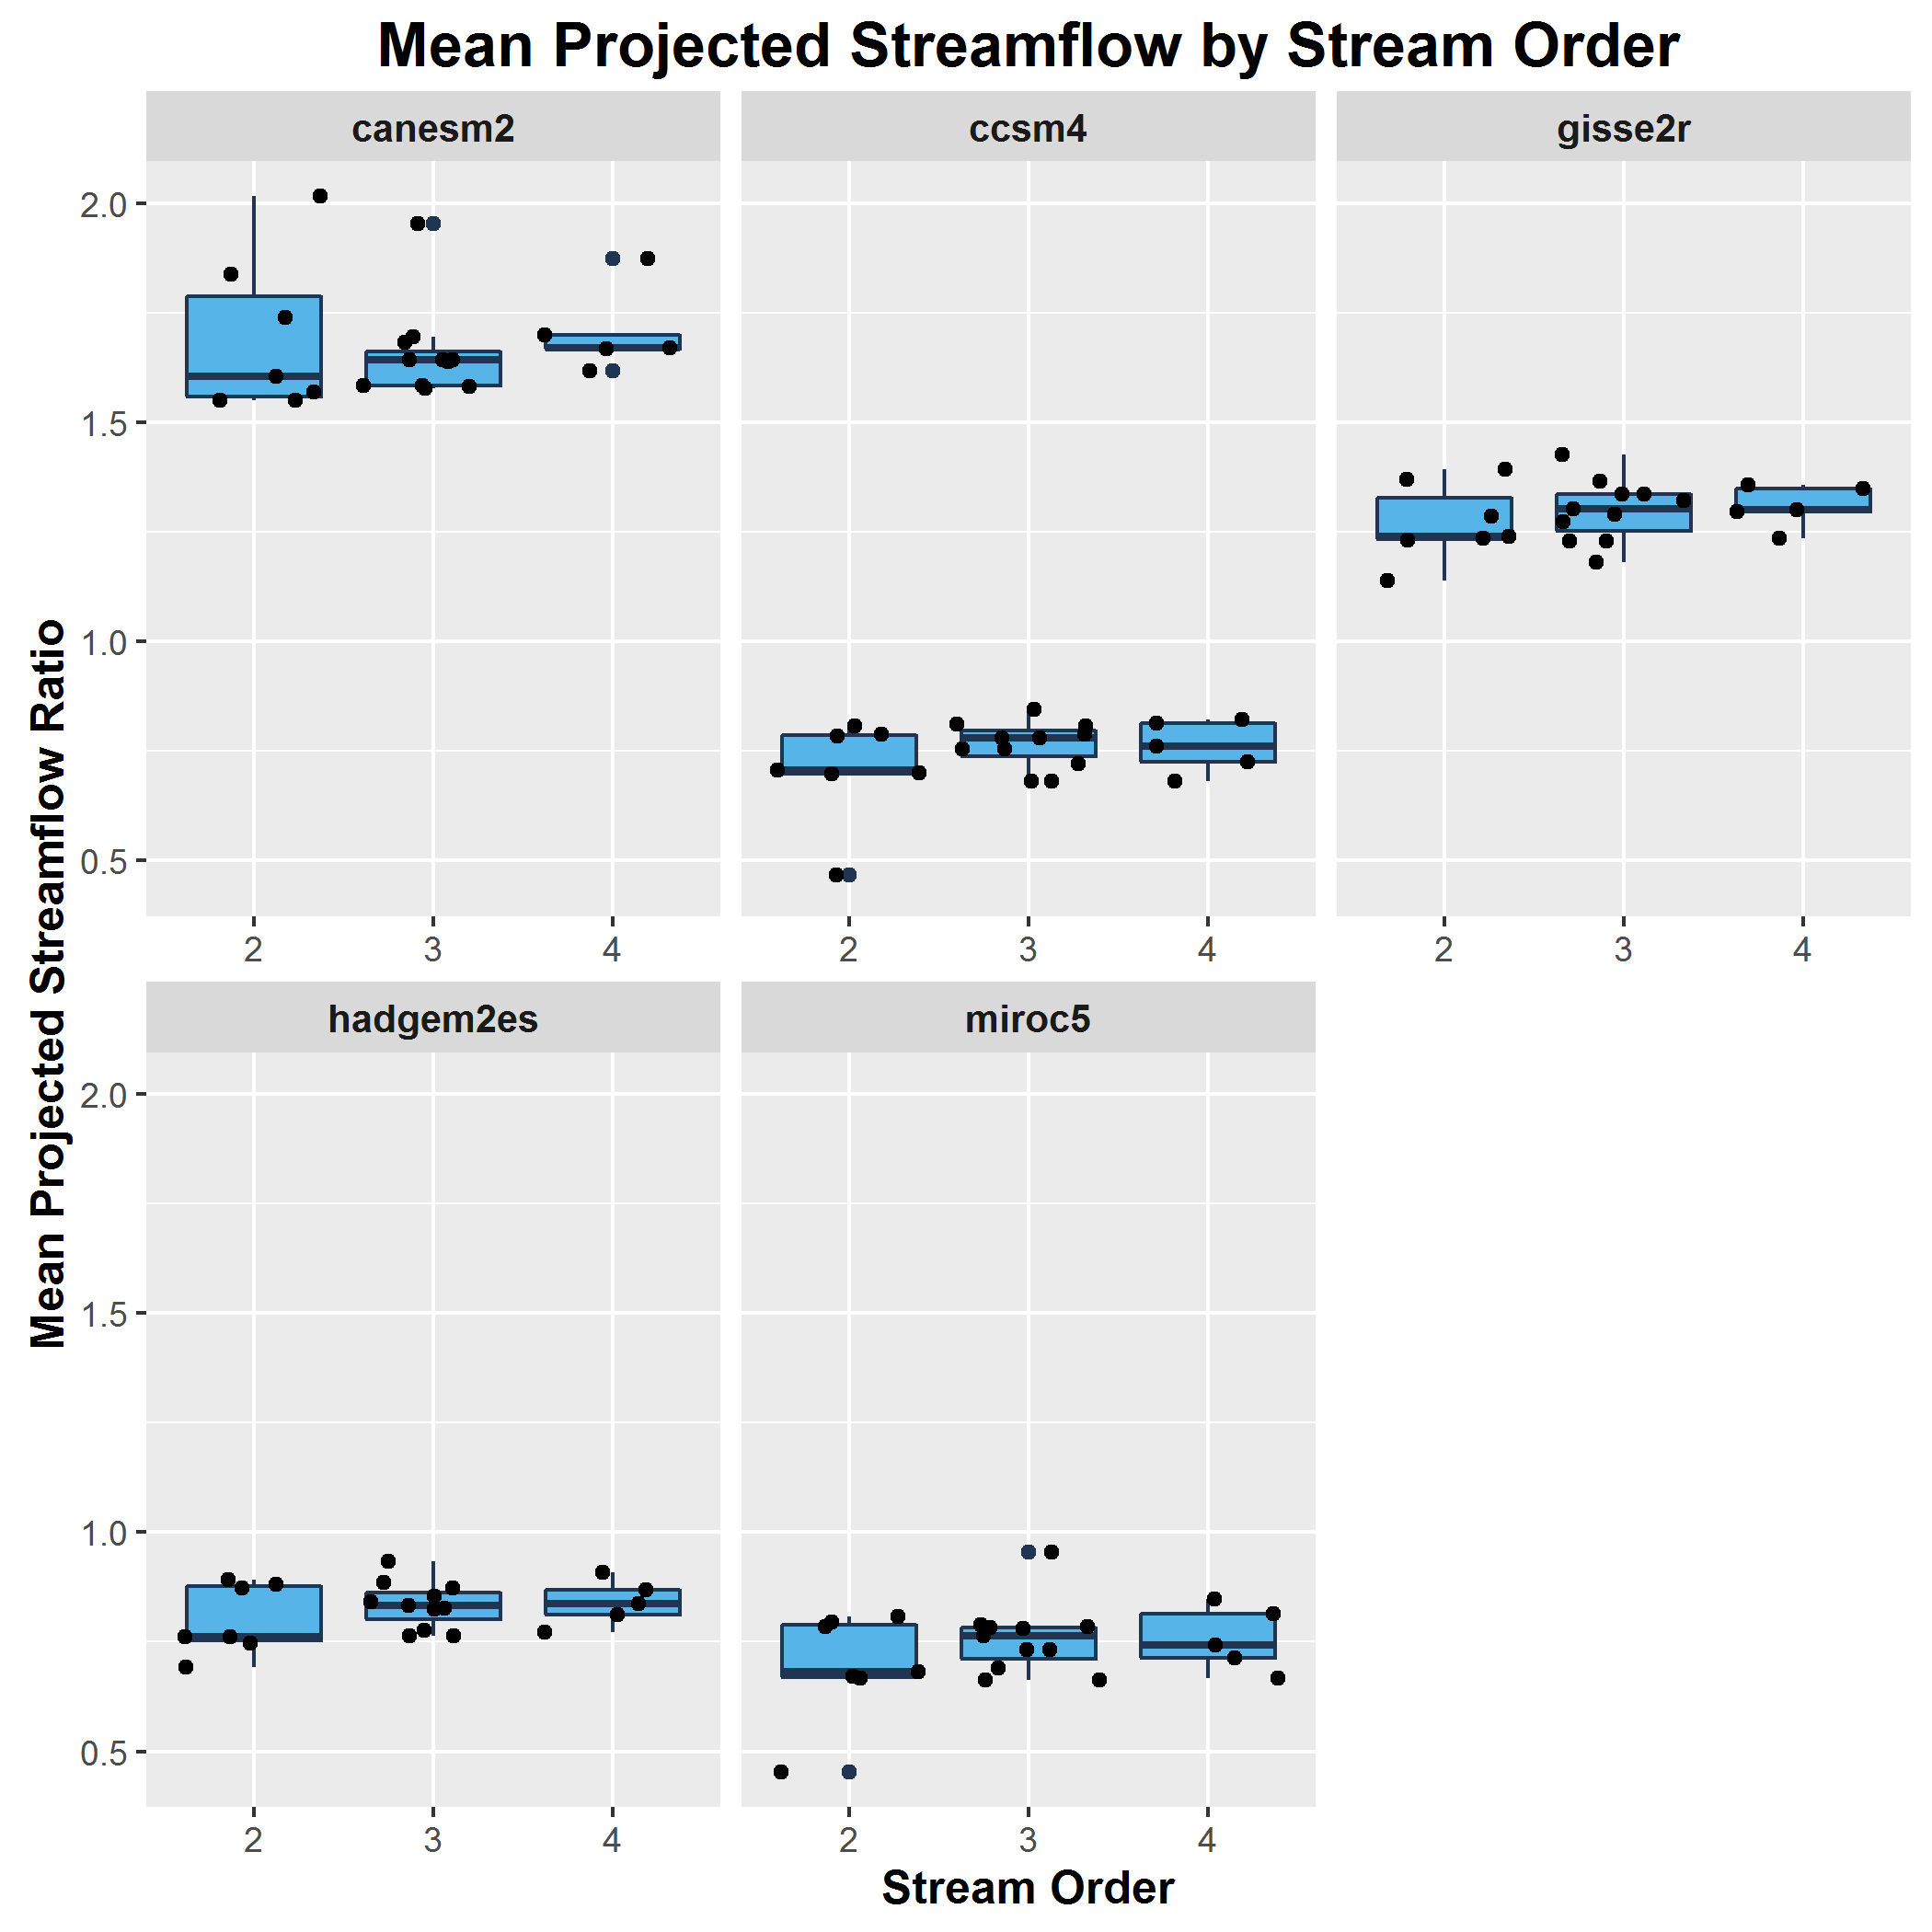 Mean Projected Streamflow by Stream Order
canesm2
ccsm4
gisse2r
2.0
1.5
1.0
0.5
2 3 4
2 3 4
2 3 4
Mean Projected Streamflow Ratio
hadgem2es
miroc5
2.0
1.5
1.0
0.5
2 3 4
2 3 4
Stream Order